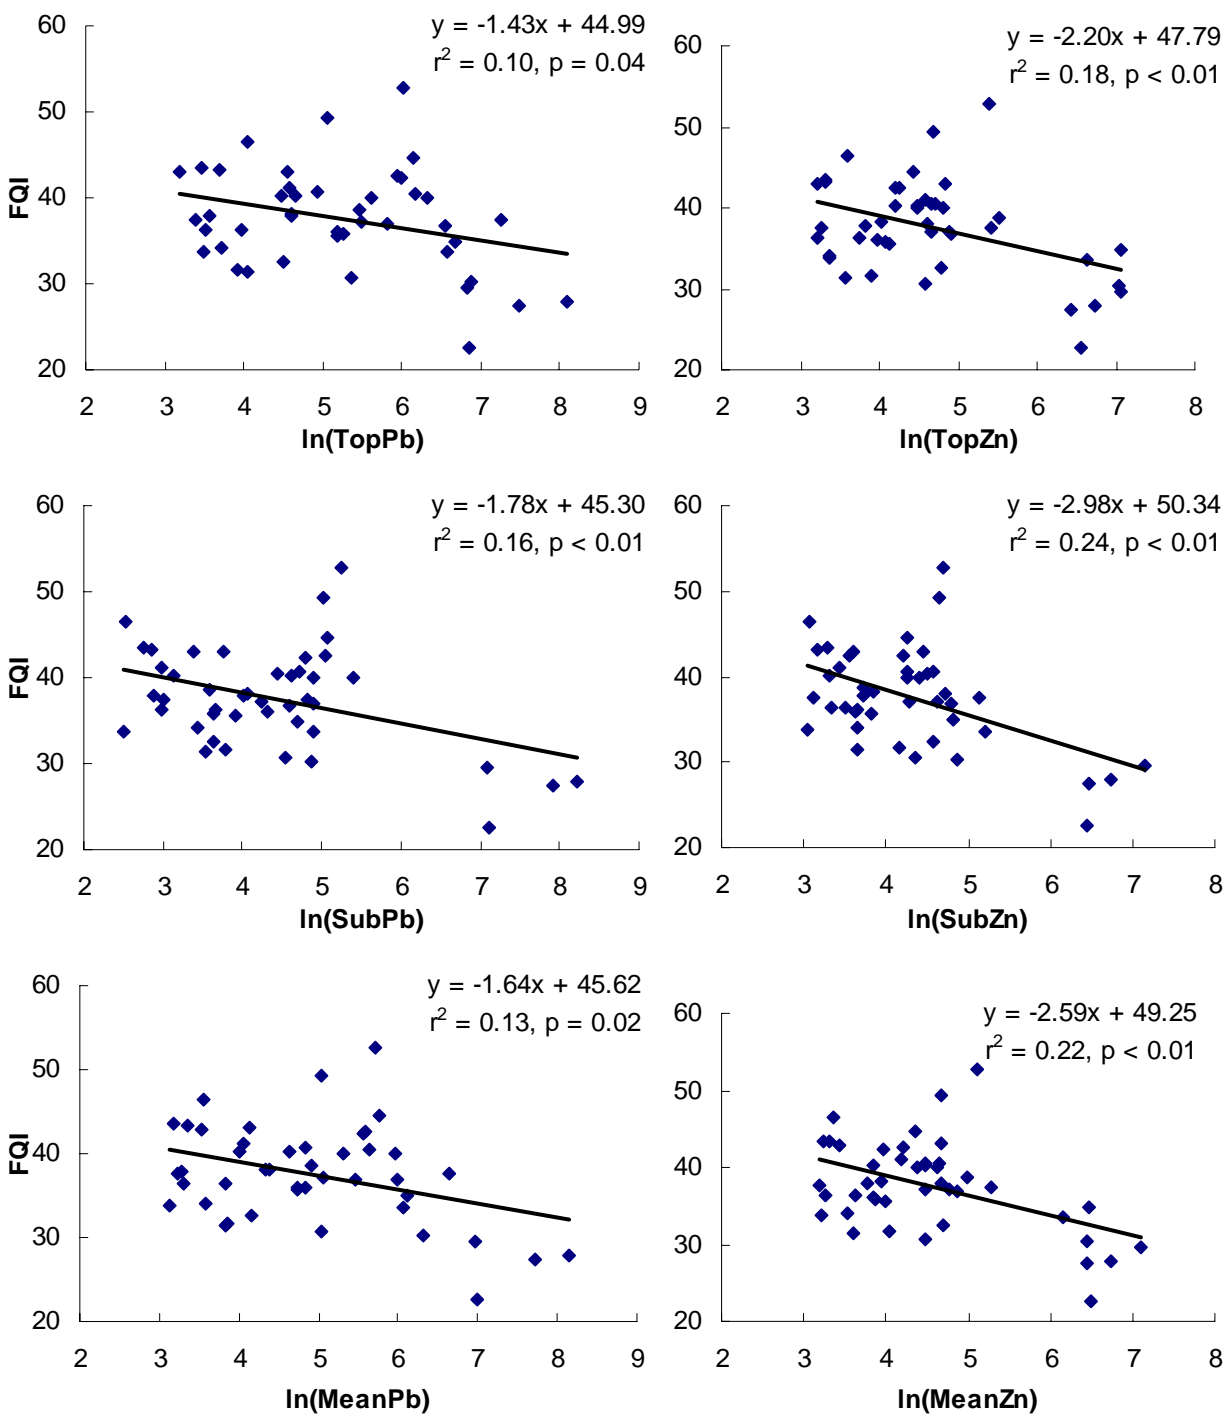 y = -1.43x + 44.99
r² = 0.10, p = 0.04
60
50
40
30
20
FQI
2 3 4 5 6 7 8 9
ln(TopPb)
y = -2.20x + 47.79
r² = 0.18, p < 0.01
60
50
40
30
20
2 3 4 5 6 7 8
ln(TopZn)
y = -1.78x + 45.30
r² = 0.16, p < 0.01
60
50
40
30
20
FQI
2 3 4 5 6 7 8 9
ln(SubPb)
y = -2.98x + 50.34
r² = 0.24, p < 0.01
60
50
40
30
20
2 3 4 5 6 7 8
ln(SubZn)
y = -1.64x + 45.62
r² = 0.13, p = 0.02
60
50
40
30
20
FQI
2 3 4 5 6 7 8 9
ln(MeanPb)
y = -2.59x + 49.25
r² = 0.22, p < 0.01
60
50
40
30
20
2 3 4 5 6 7 8
ln(MeanZn)